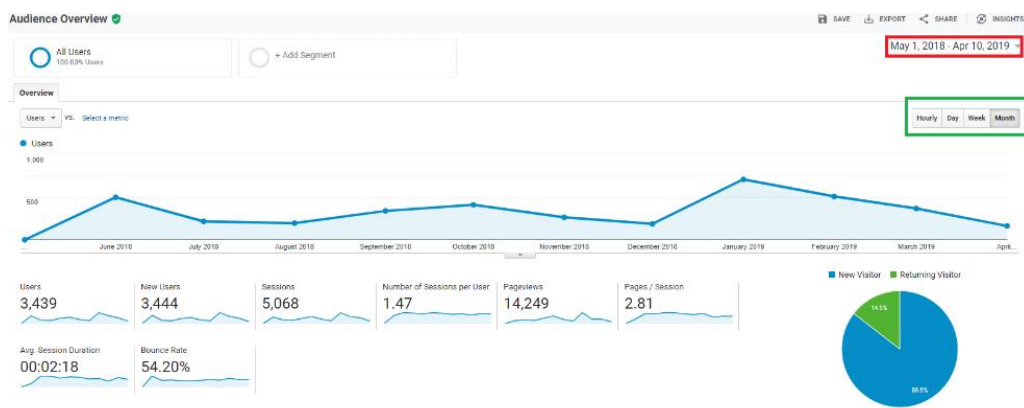 Audience Overview
SAVE EXPORT SHARE INSIGHTS
All Users
100.00% Users
+ Add Segment
May 1, 2018 - Apr 10, 2019
Overview
Users VS. Select a metric
Hourly Day Week Month
Users
1,000
500
June 2018 July 2018 August 2018 September 2018 October 2018 November 2018 December 2018 January 2019 February 2019 March 2019 April...
New Visitor Returning Visitor
Users New Users Sessions Number of Sessions per User Pageviews Pages / Session
3,439 3,444 5,068 1.47 14,249 2.81
14.5%
Avg. Session Duration Bounce Rate
00:02:18 54.20%
85.5%